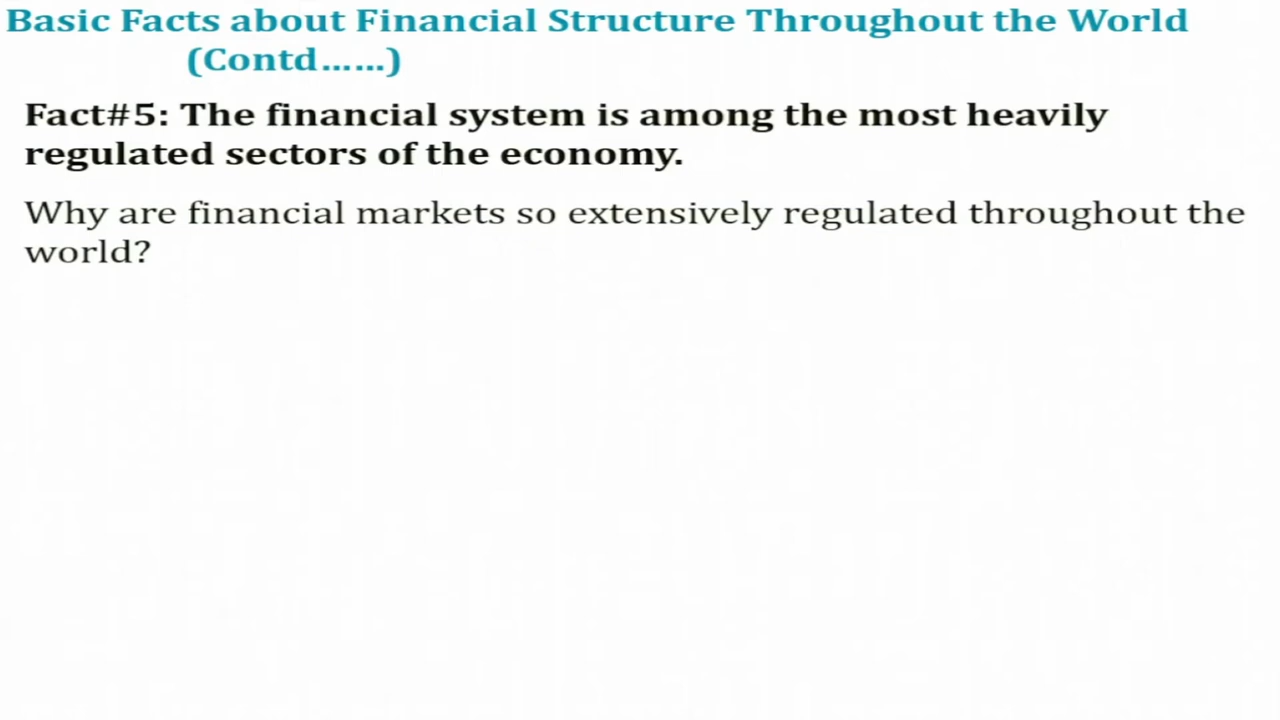 Basic Facts about Financial Structure Throughout the World
(Contd……)
Fact#5: The financial system is among the most heavily
regulated sectors of the economy.
Why are financial markets so extensively regulated throughout the
world?